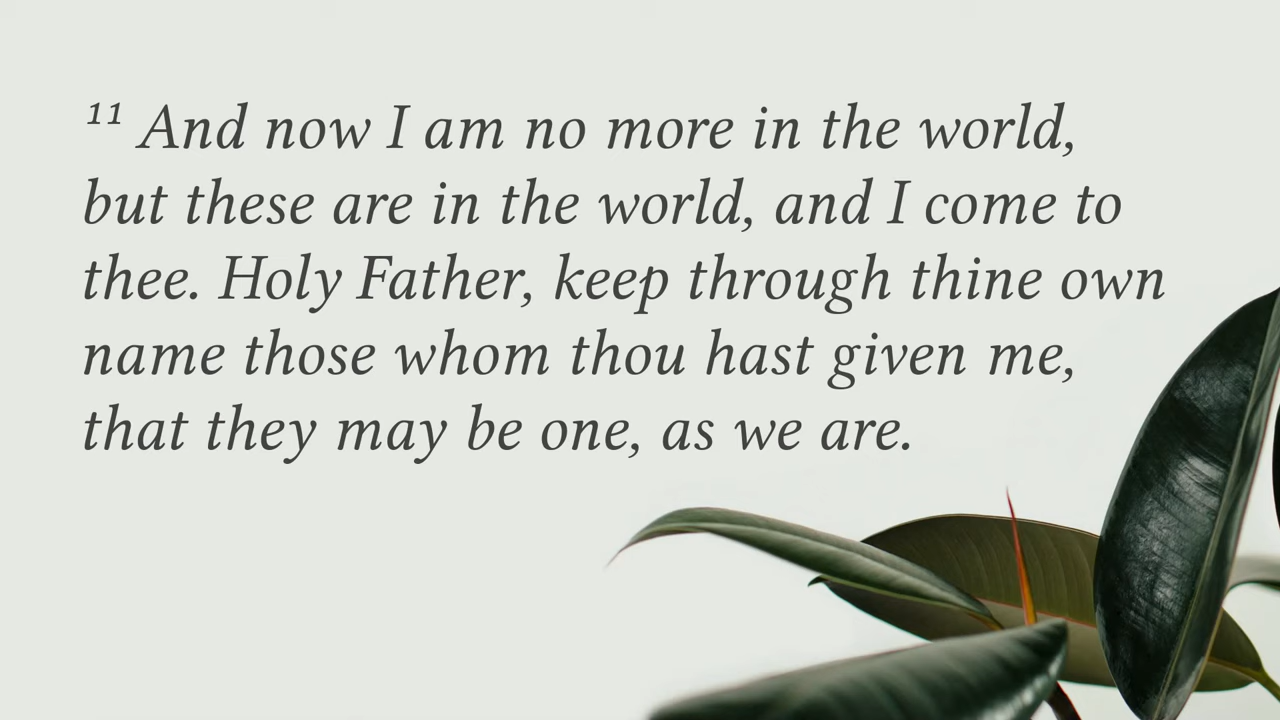 ¹¹ And now I am no more in the world,
but these are in the world, and I come to
thee. Holy Father, keep through thine own
name those whom thou hast given me,
that they may be one, as we are.